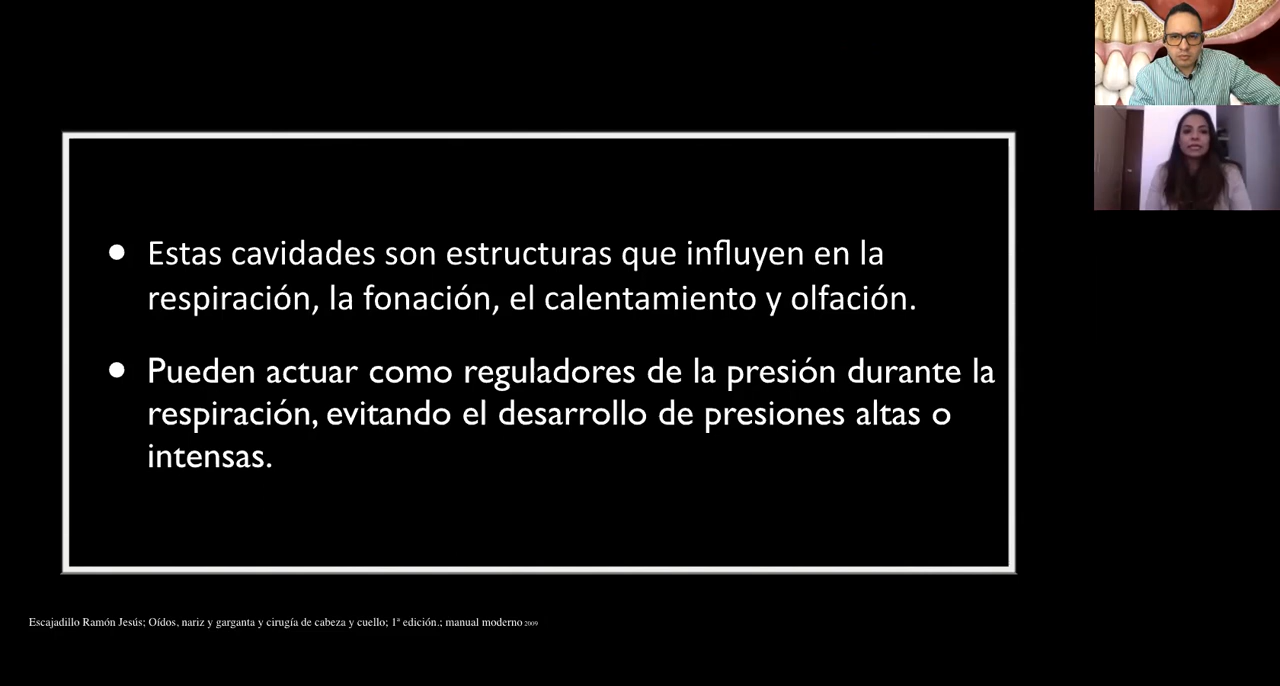 ● Estas cavidades son estructuras que influyen en la
respiración, la fonación, el calentamiento y olfación.
● Pueden actuar como reguladores de la presión durante la
respiración, evitando el desarrollo de presiones altas o
intensas.
Escajadillo Ramón Jesús; Oídos, nariz y garganta y cirugía de cabeza y cuello; 1ª edición.; manual moderno 2009